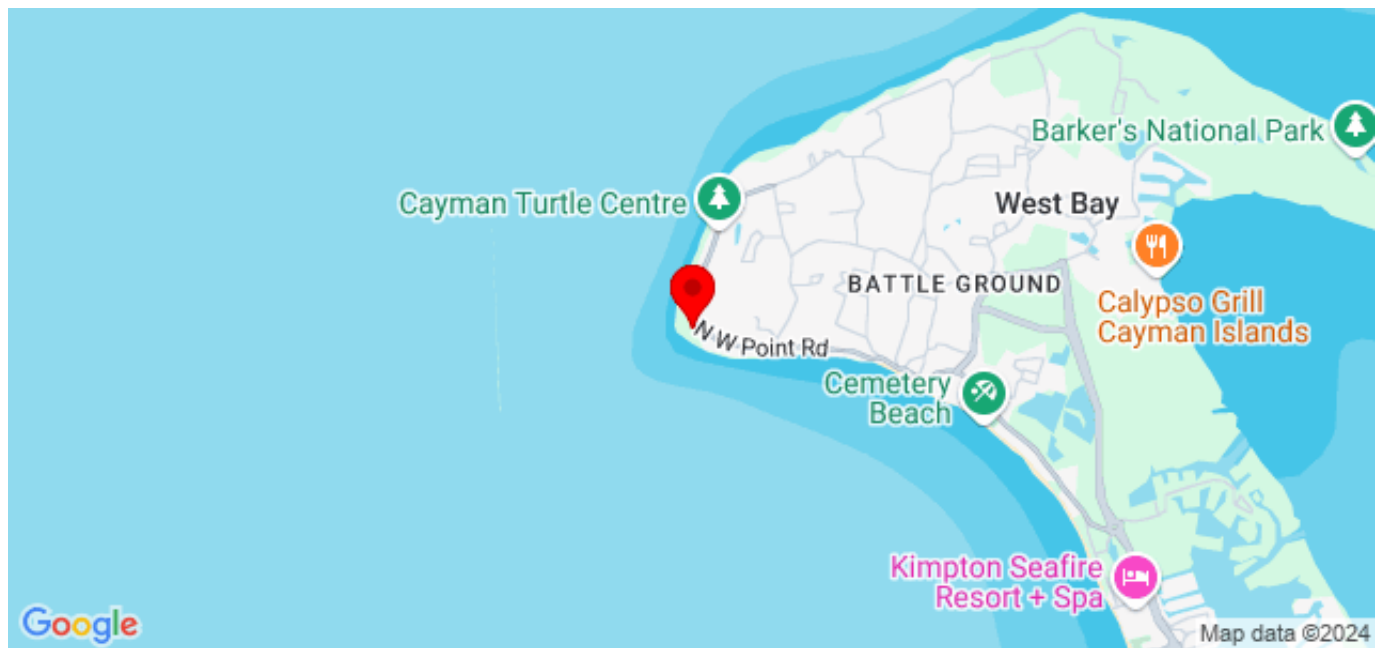 Barker's National Park
Cayman Turtle Centre
West Bay
BATTLE GROUND
Calypso Grill
Cayman Islands
N W Point Rd
Cemetery
Beach
Kimpton Seafire
Resort + Spa
Google
Map data ©2024